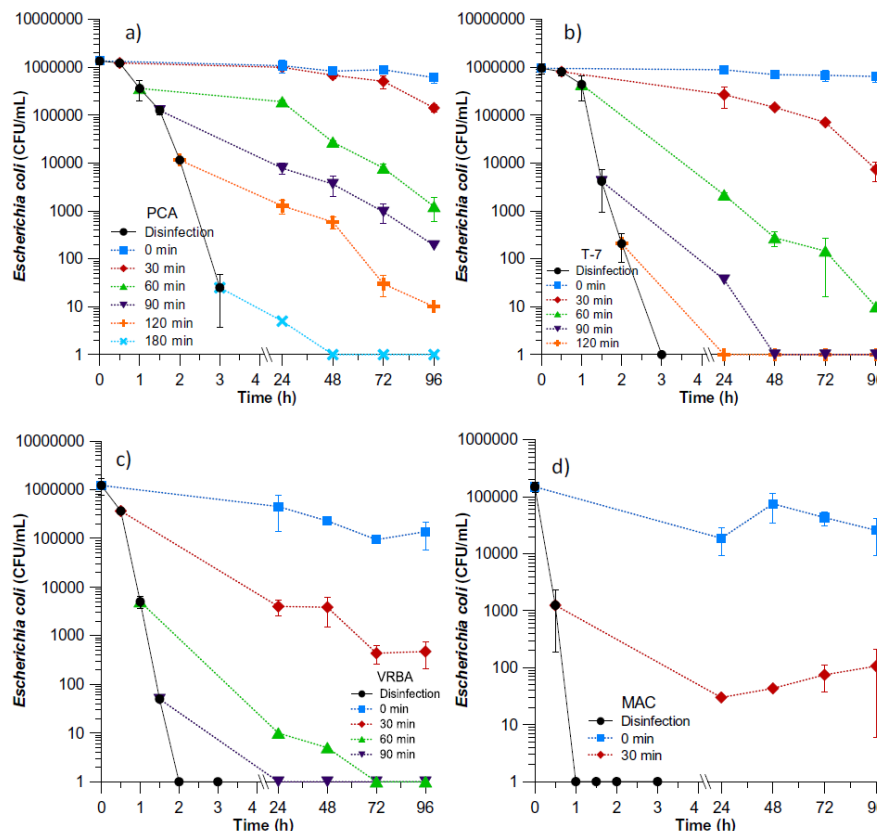 a)
10000000
1000000
100000
10000
1000
100
10
1
Escherichia coli (CFU/mL)
PCA
Disinfection
0 min
30 min
60 min
90 min
120 min
180 min
0 1 2 3 4 24 48 72 96
Time (h)
b)
10000000
1000000
100000
10000
1000
100
10
1
Escherichia coli (CFU/mL)
T-7
Disinfection
0 min
30 min
60 min
90 min
120 min
0 1 2 3 4 24 48 72 96
Time (h)
c)
10000000
1000000
100000
10000
1000
100
10
1
Escherichia coli (CFU/mL)
VRBA
Disinfection
0 min
30 min
60 min
90 min
0 1 2 3 4 24 48 72 96
Time (h)
d)
1000000
100000
10000
1000
100
10
1
Escherichia coli (CFU/mL)
MAC
Disinfection
0 min
30 min
0 1 2 3 4 24 48 72 96
Time (h)